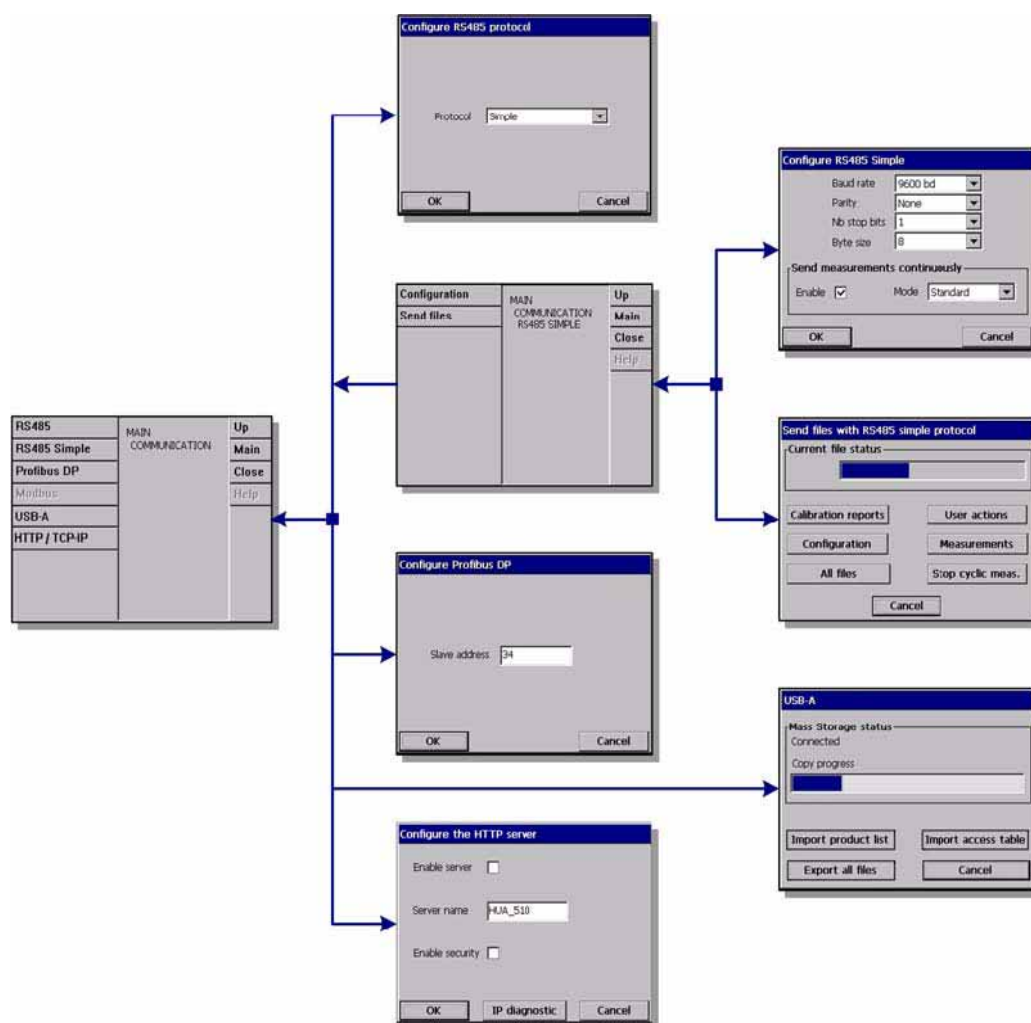 Configure RS485 protocol
Protocol Simple
OK Cancel
Configure RS485 Simple
Baud rate 9600 bd
Parity None
Nb stop bits 1
Byte size 8
Send measurements continuously
Enable Mode Standard
OK Cancel
Configuration
Send files
MAIN
COMMUNICATION
RS485 SIMPLE
Up
Main
Close
Help
RS485
RS485 Simple
Profibus DP
Modbus
USB-A
HTTP / TCP-IP
MAIN
COMMUNICATION
Up
Main
Close
Help
Send files with RS485 simple protocol
Current file status
Calibration reports User actions
Configuration Measurements
All files Stop cyclic meas.
Cancel
Configure Profibus DP
Slave address 34
OK Cancel
USB-A
Mass Storage status
Connected
Copy progress
Import product list Import access table
Export all files Cancel
Configure the HTTP server
Enable server
Server name HUA_510
Enable security
OK IP diagnostic Cancel